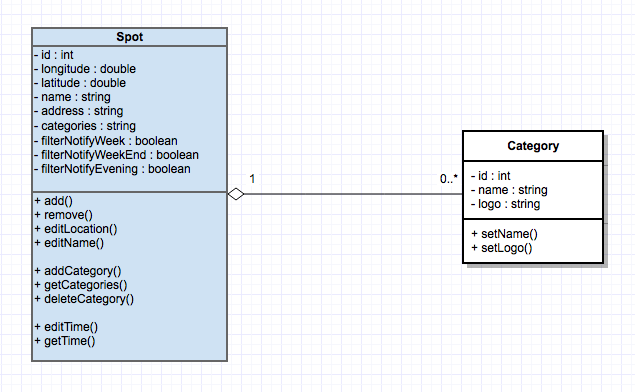 Spot
- id : int
- longitude : double
- latitude : double
- name : string
- address : string
- categories : string
- filterNotifyWeek : boolean
- filterNotifyWeekEnd : boolean
- filterNotifyEvening : boolean
+ add()
+ remove()
+ editLocation()
+ editName()
+ addCategory()
+ getCategories()
+ deleteCategory()
+ editTime()
+ getTime()
1
0..*
Category
- id : int
- name : string
- logo : string
+ setName()
+ setLogo()